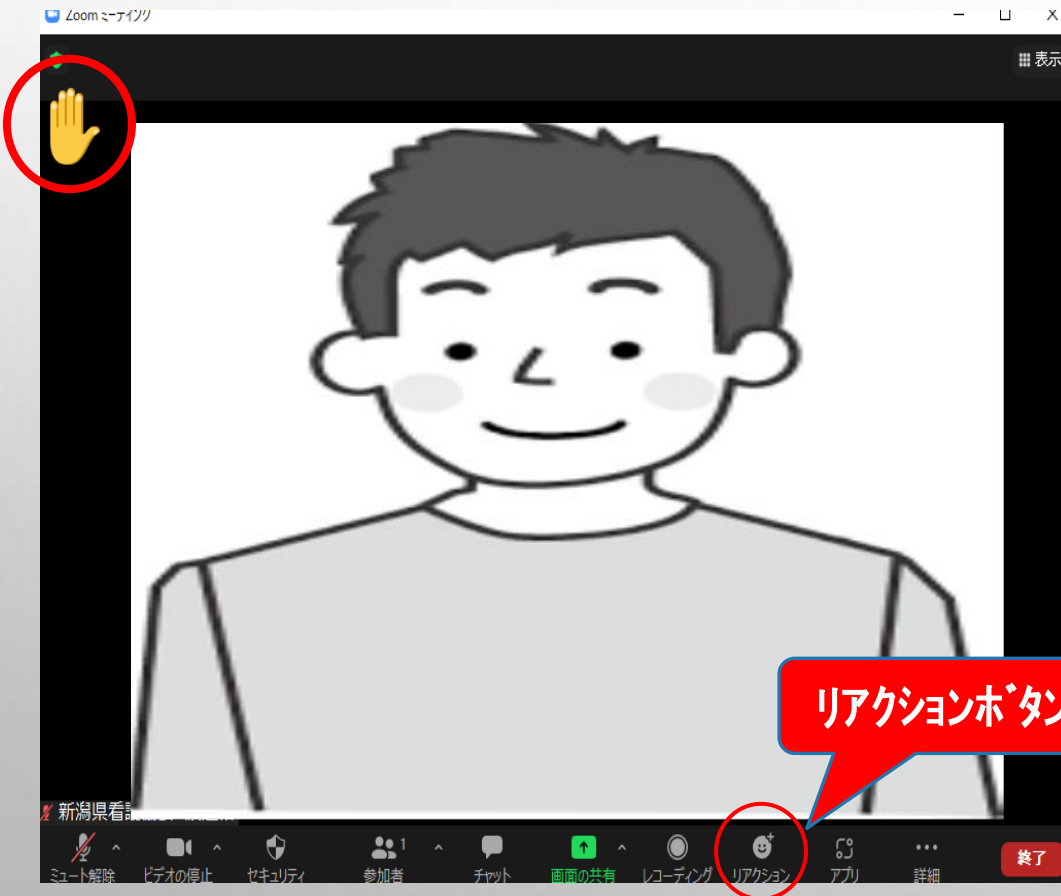 Zoom ミーティング
表示
リアクションボタン
新潟県看
1
ミュート解除 ビデオの停止 セキュリティ 参加者 チャット 画面の共有 レコーディング リアクション アプリ 詳細 終了